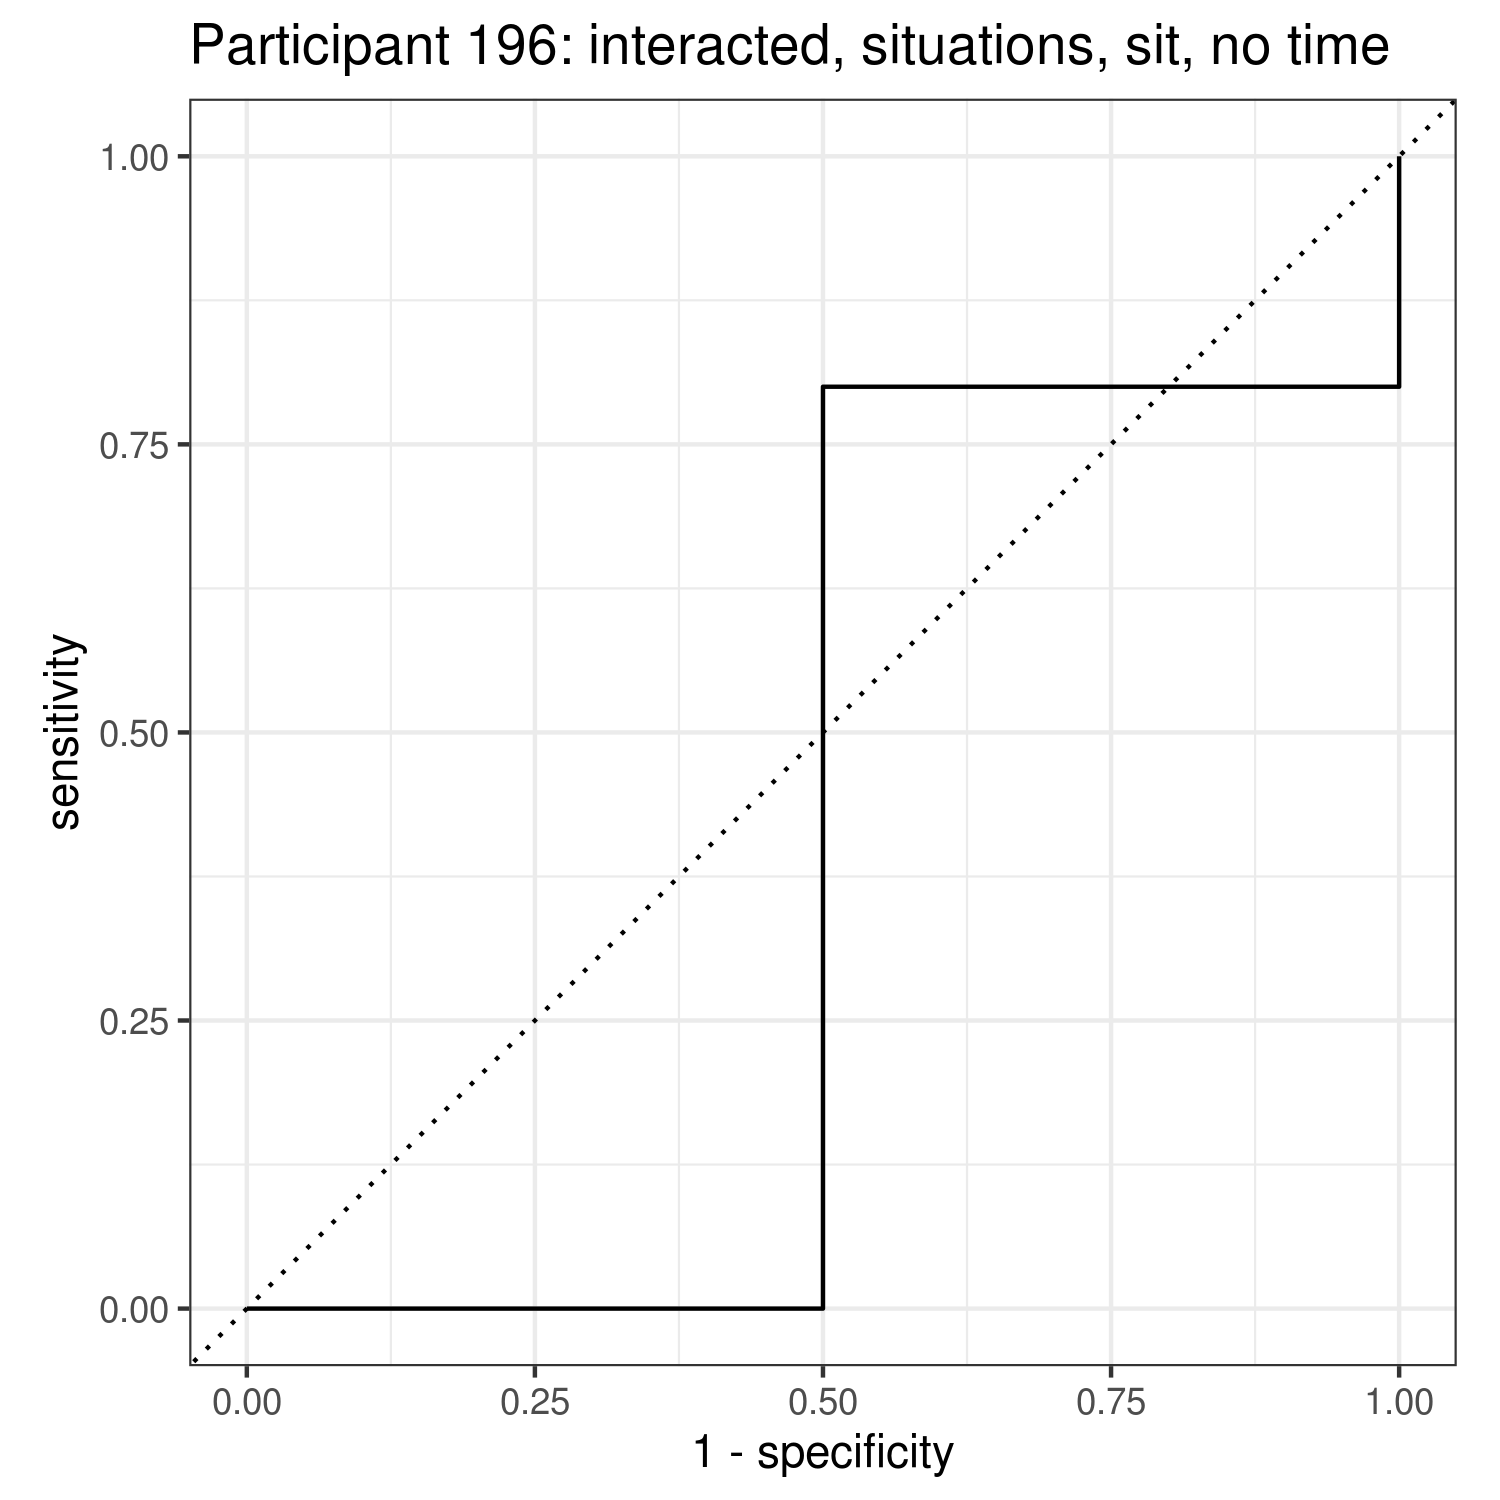 Participant 196: interacted, situations, sit, no time
1.00
0.75
0.50
0.25
0.00
sensitivity
0.00 0.25 0.50 0.75 1.00
1 - specificity